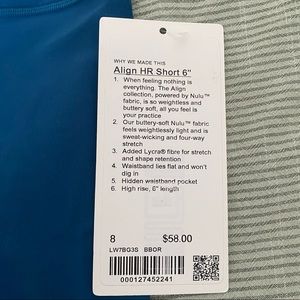 WHY WE MADE THIS
Align HR Short 6"
1. When feeling nothing is
everything. The Align
collection, powered by Nulu™
fabric, is so weightless and
buttery soft, all you feel is
your practice
2. Our buttery-soft Nulu™ fabric
feels weightlessly light and is
sweat-wicking and four-way
stretch
3. Added Lycra® fibre for stretch
and shape retention
4. Waistband lies flat and won't
dig in
5. Hidden waistband pocket
6. High rise, 6" length
8 $58.00
LW7BG3S BBOR
000127452241